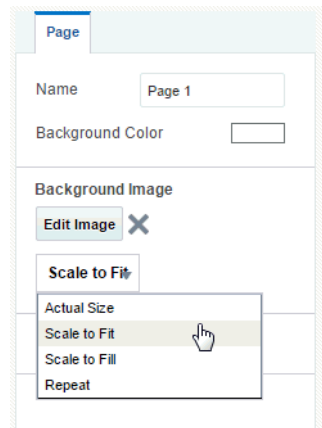 Page
Name Page 1
Background Color
Background Image
Edit Image
Scale to Fit
Actual Size
Scale to Fit
Scale to Fill
Repeat